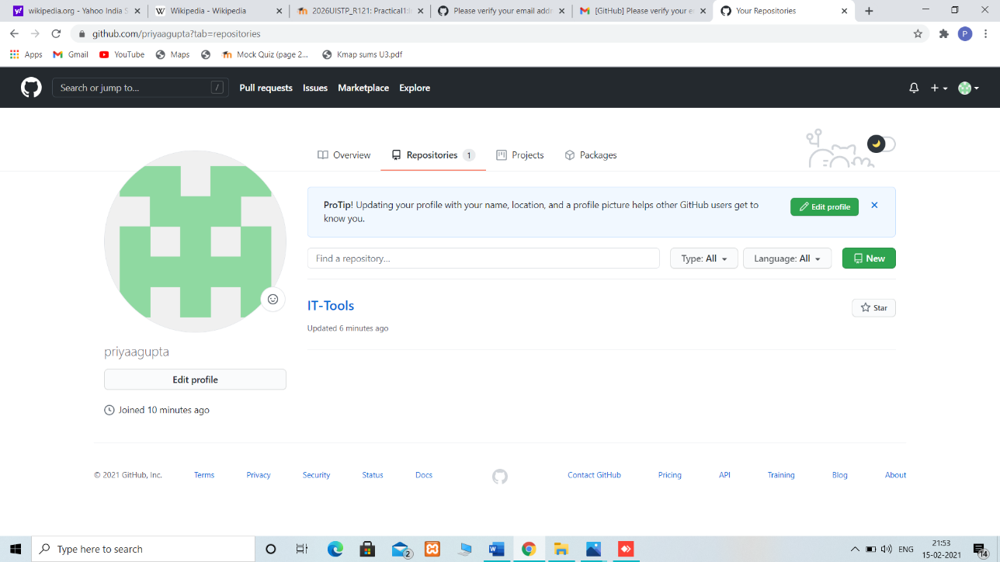 wikipedia.org - Yahoo India S
Wikipedia - Wikipedia
2026UISTP_R121: Practical1:
Please verify your email addr
[GitHub] Please verify your e
Your Repositories
github.com/priyaagupta?tab=repositories
P
Apps
Gmail
YouTube
Maps
Mock Quiz (page 2...
Kmap sums U3.pdf
Search or jump to...
/
Pull requests
Issues
Marketplace
Explore
Overview
Repositories 1
Projects
Packages
ProTip! Updating your profile with your name, location, and a profile picture helps other GitHub users get to
know you.
Edit profile
Find a repository...
Type: All
Language: All
New
IT-Tools
Star
Updated 6 minutes ago
priyaagupta
Edit profile
Joined 10 minutes ago
© 2021 GitHub, Inc.
Terms
Privacy
Security
Status
Docs
Contact GitHub
Pricing
API
Training
Blog
About
Type here to search
2
ENG
21:53
15-02-2021
14